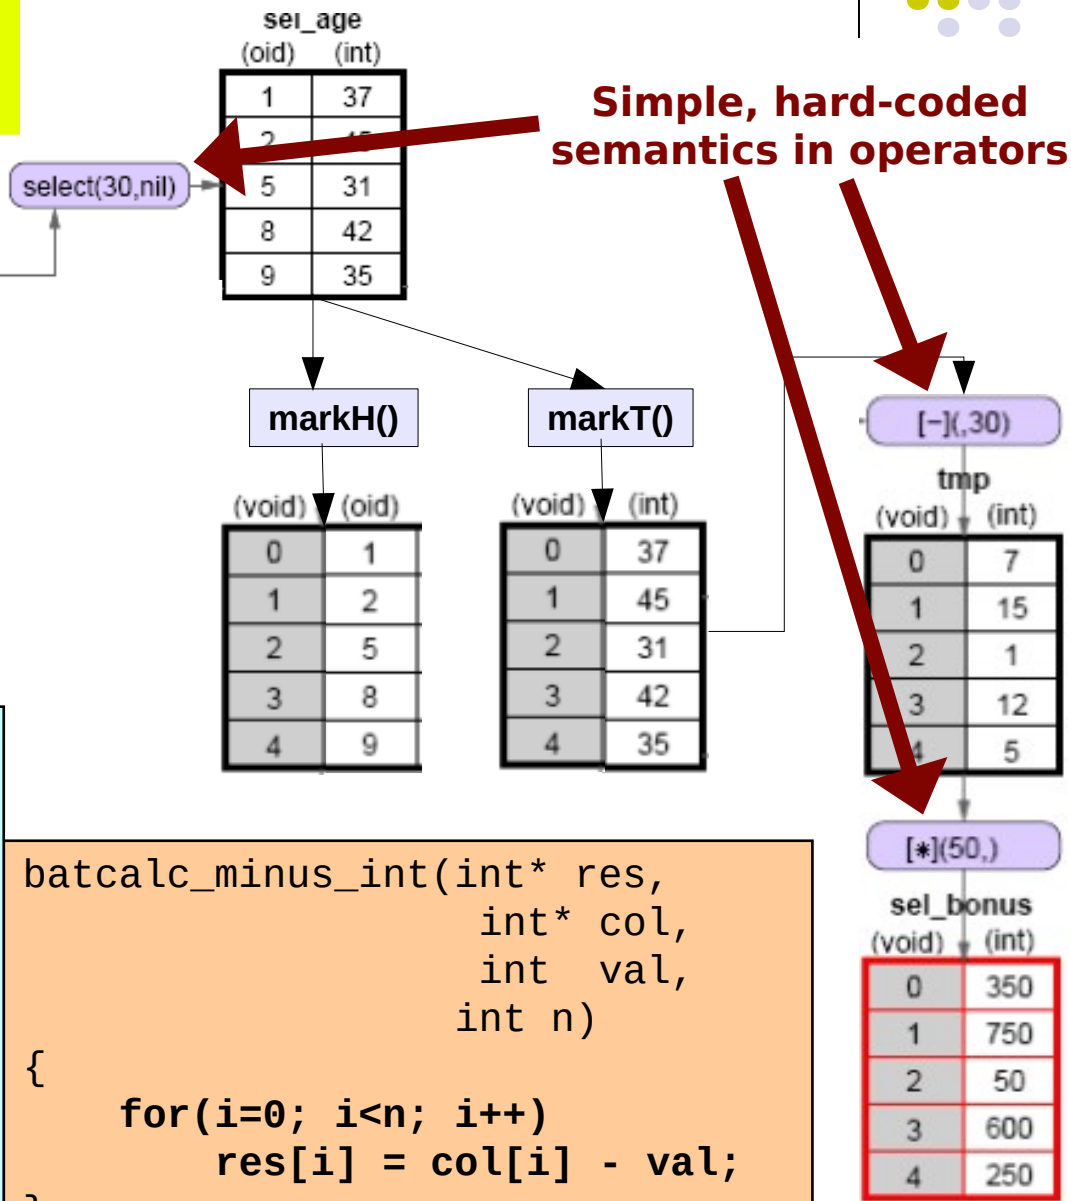 sel_age
(oid) (int)
1 37
2 45
5 31
8 42
9 35
Simple, hard-coded
semantics in operators
select(30,nil)
markH()
markT()
[−](,30)
(void) (oid)
0 1
1 2
2 5
3 8
4 9
(void) (int)
0 37
1 45
2 31
3 42
4 35
tmp
(void) (int)
0 7
1 15
2 1
3 12
4 5
[*](50,)
sel_bonus
(void) (int)
0 350
1 750
2 50
3 600
4 250
batcalc_minus_int(int* res,
int* col,
int val,
int n)
{
for(i=0; i<n; i++)
res[i] = col[i] - val;
}